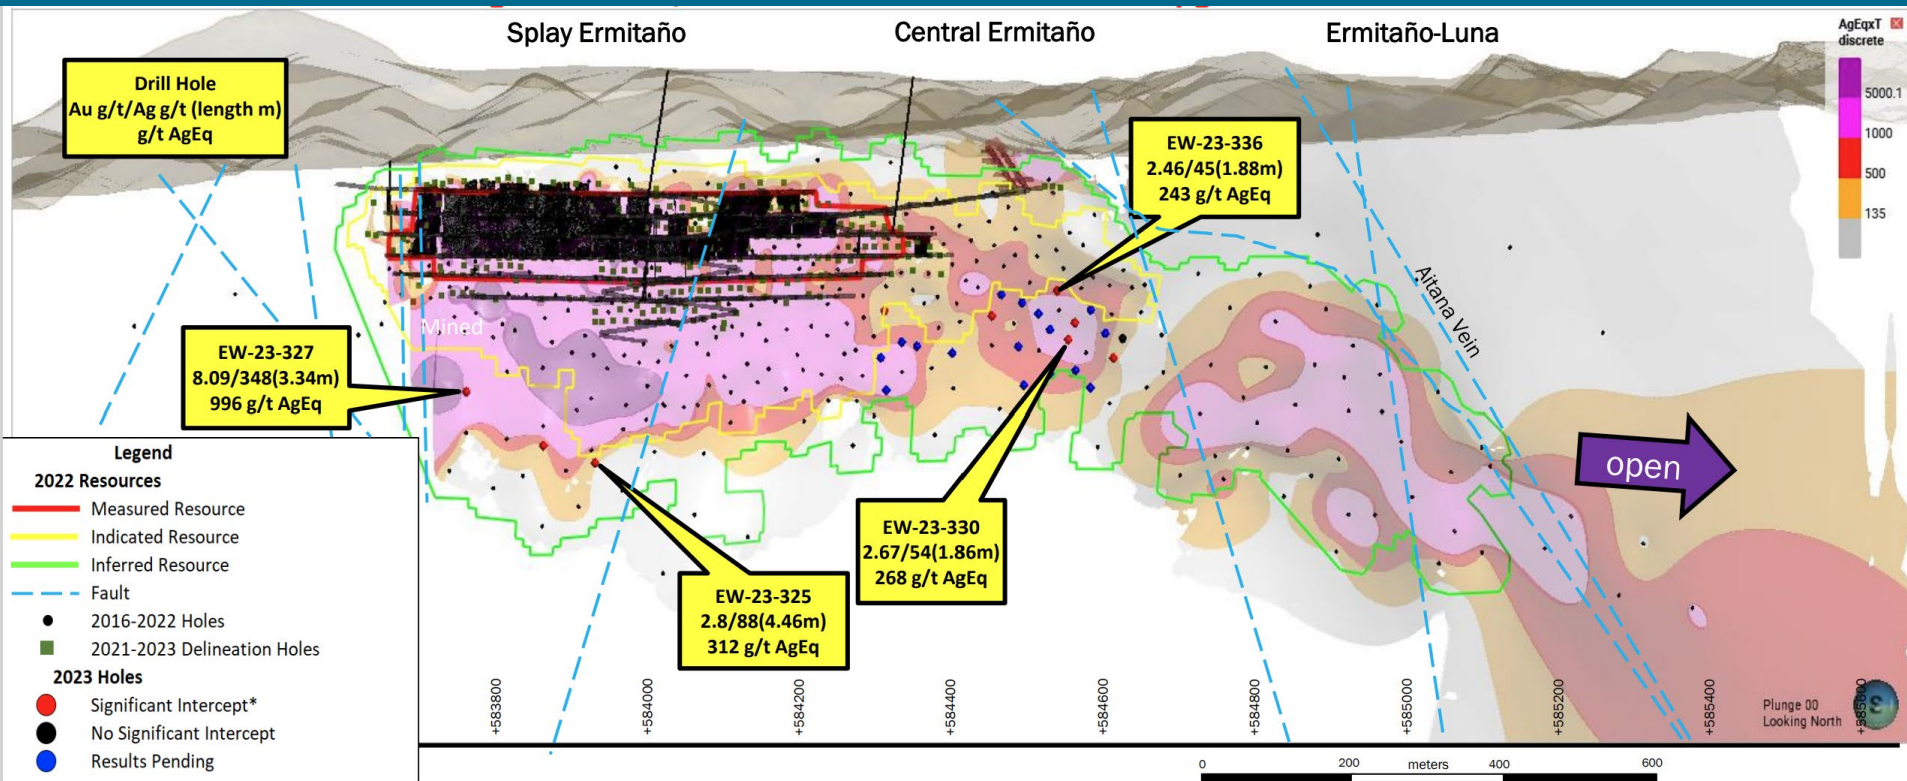 Splay Ermitaño
Central Ermitaño
Ermitaño-Luna
AgEqxT
discrete
5000.1
1000
500
135
Drill Hole
Au g/t/Ag g/t (length m)
g/t AgEq
EW-23-336
2.46/45(1.88m)
243 g/t AgEq
Aitana Vein
Mined
EW-23-327
8.09/348(3.34m)
996 g/t AgEq
open
EW-23-330
2.67/54(1.86m)
268 g/t AgEq
EW-23-325
2.8/88(4.46m)
312 g/t AgEq
Legend
2022 Resources
Measured Resource
Indicated Resource
Inferred Resource
Fault
2016-2022 Holes
2021-2023 Delineation Holes
2023 Holes
Significant Intercept*
No Significant Intercept
Results Pending
+583800
+584000
+584200
+584400
+584600
+584800
+585000
+585200
+585400
+585600
Plunge 00
Looking North
0
200
meters
400
600